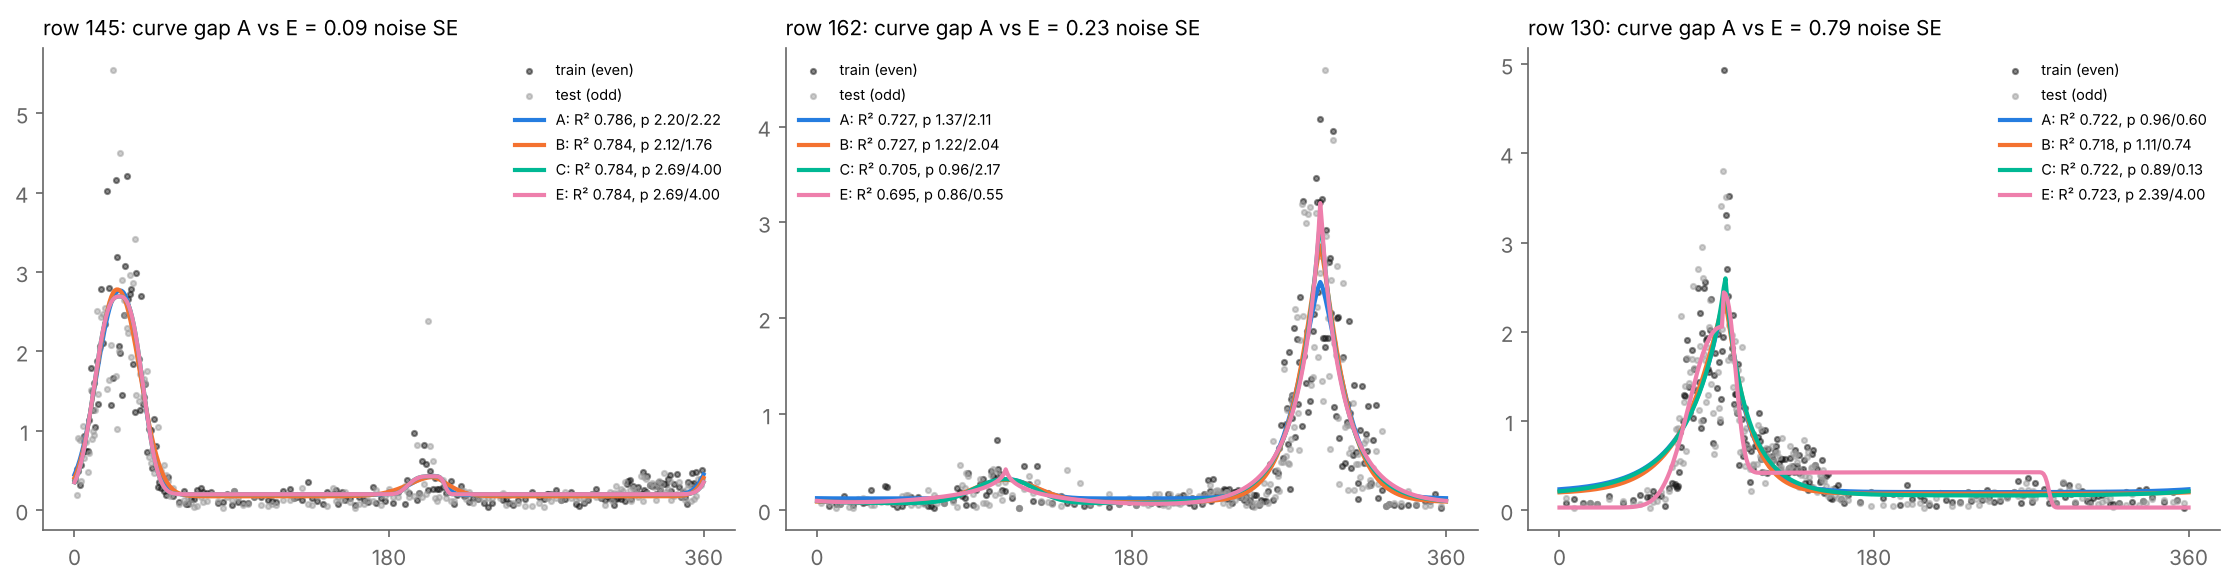 row 145: curve gap A vs E = 0.09 noise SE
train (even)
test (odd)
A: R² 0.786, p 2.20/2.22
B: R² 0.784, p 2.12/1.76
C: R² 0.784, p 2.69/4.00
E: R² 0.784, p 2.69/4.00
5
4
3
2
1
0
0
180
360
row 162: curve gap A vs E = 0.23 noise SE
train (even)
test (odd)
A: R² 0.727, p 1.37/2.11
B: R² 0.727, p 1.22/2.04
C: R² 0.705, p 0.96/2.17
E: R² 0.695, p 0.86/0.55
4
3
2
1
0
0
180
360
row 130: curve gap A vs E = 0.79 noise SE
train (even)
test (odd)
A: R² 0.722, p 0.96/0.60
B: R² 0.718, p 1.11/0.74
C: R² 0.722, p 0.89/0.13
E: R² 0.723, p 2.39/4.00
5
4
3
2
1
0
0
180
360